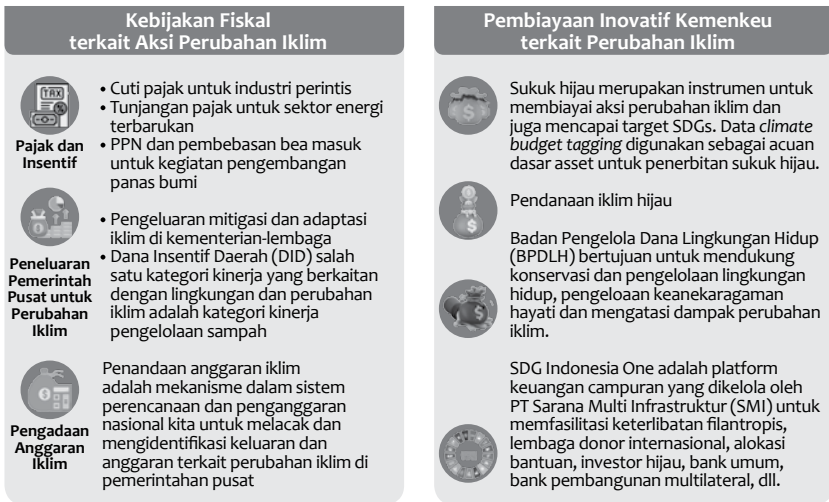 Kebijakan Fiskal
terkait Aksi Perubahan Iklim
TAX
Pajak dan
Insentif
• Cuti pajak untuk industri perintis
• Tunjangan pajak untuk sektor energi
terbarukan
• PPN dan pembebasan bea masuk
untuk kegiatan pengembangan
panas bumi
Peneluaran
Pemerintah
Pusat untuk
Perubahan
Iklim
• Pengeluaran mitigasi dan adaptasi
iklim di kementerian-lembaga
• Dana Insentif Daerah (DID) salah
satu kategori kinerja yang berkaitan
dengan lingkungan dan perubahan
iklim adalah kategori kinerja
pengelolaan sampah
Pengadaan
Anggaran
Iklim
Penandaan anggaran iklim
adalah mekanisme dalam sistem
perencanaan dan penganggaran
nasional kita untuk melacak dan
mengidentifikasi keluaran dan
anggaran terkait perubahan iklim di
pemerintahan pusat
Pembiayaan Inovatif Kemenkeu
terkait Perubahan Iklim
Sukuk hijau merupakan instrumen untuk
membiayai aksi perubahan iklim dan
juga mencapai target SDGs. Data climate
budget tagging digunakan sebagai acuan
dasar asset untuk penerbitan sukuk hijau.
Pendanaan iklim hijau
Badan Pengelola Dana Lingkungan Hidup
(BPDLH) bertujuan untuk mendukung
konservasi dan pengelolaan lingkungan
hidup, pengeloaan keanekaragaman
hayati dan mengatasi dampak perubahan
iklim.
SDG Indonesia One adalah platform
keuangan campuran yang dikelola oleh
PT Sarana Multi Infrastruktur (SMI) untuk
memfasilitasi keterlibatan filantropis,
lembaga donor internasional, alokasi
bantuan, investor hijau, bank umum,
bank pembangunan multilateral, dll.